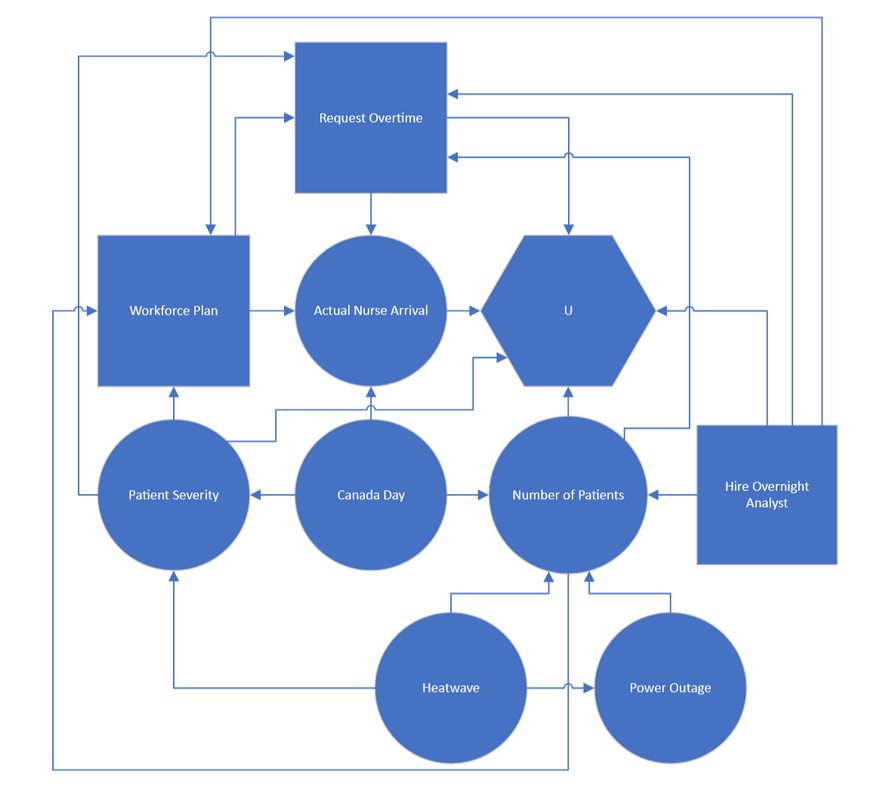 Request Overtime
Workforce Plan
Actual Nurse Arrival
U
Patient Severity
Canada Day
Number of Patients
Hire Overnight
Analyst
Heatwave
Power Outage